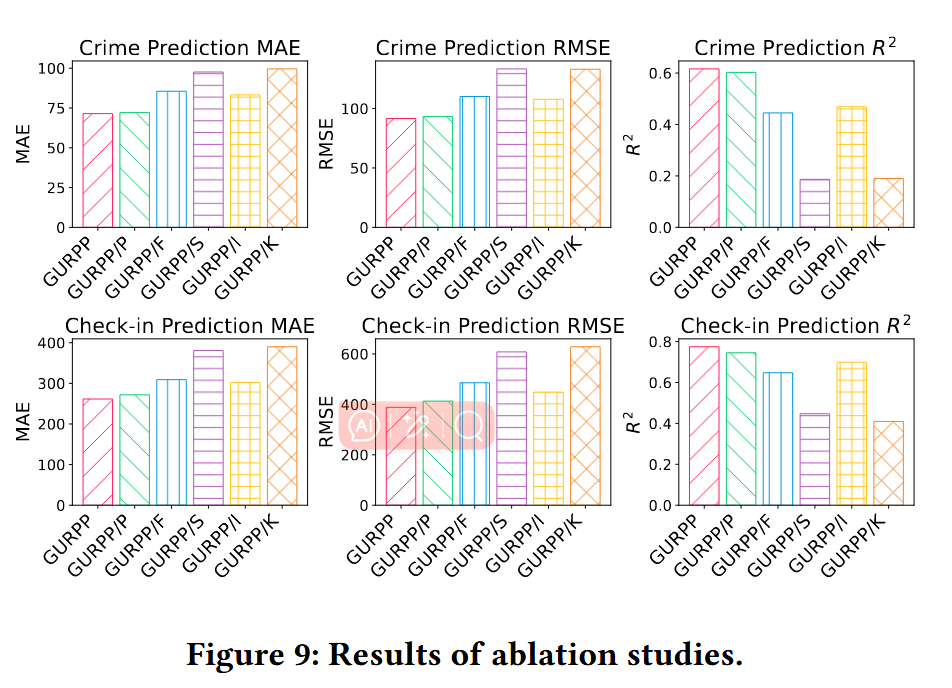 Crime Prediction MAE
MAE
100
75
50
25
0
GURPP
GURPP/P
GURPP/F
GURPP/S
GURPP/I
GURPP/K
Crime Prediction RMSE
RMSE
100
50
0
GURPP
GURPP/P
GURPP/F
GURPP/S
GURPP/I
GURPP/K
Crime Prediction R²
R²
0.6
0.4
0.2
0.0
GURPP
GURPP/P
GURPP/F
GURPP/S
GURPP/I
GURPP/K
Check-in Prediction MAE
MAE
400
300
200
100
0
GURPP
GURPP/P
GURPP/F
GURPP/S
GURPP/I
GURPP/K
Check-in Prediction RMSE
RMSE
600
400
200
0
AI
GURPP
GURPP/P
GURPP/F
GURPP/S
GURPP/I
GURPP/K
Check-in Prediction R²
R²
0.8
0.6
0.4
0.2
0.0
GURPP
GURPP/P
GURPP/F
GURPP/S
GURPP/I
GURPP/K
Figure 9: Results of ablation studies.